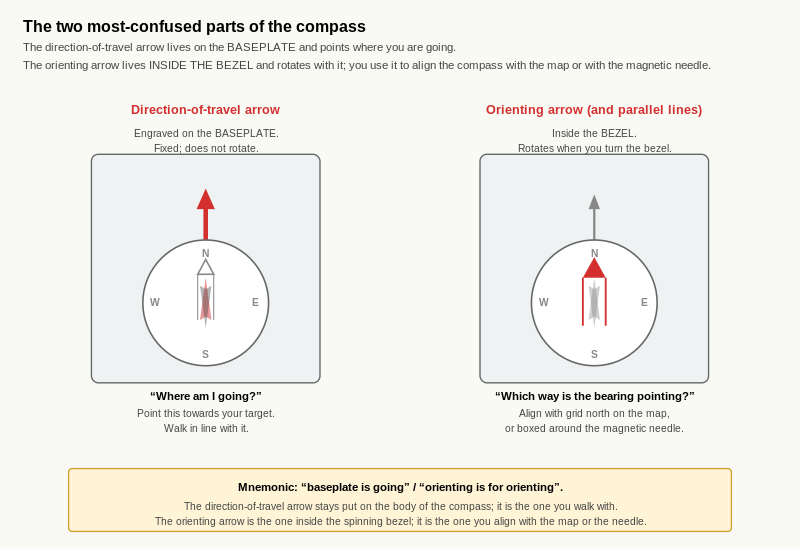 The two most-confused parts of the compass
The direction-of-travel arrow lives on the BASEPLATE and points where you are going.
The orienting arrow lives INSIDE THE BEZEL and rotates with it; you use it to align the compass with the map or with the magnetic needle.
Direction-of-travel arrow
Engraved on the BASEPLATE.
Fixed; does not rotate.
N
W
E
S
“Where am I going?”
Point this towards your target.
Walk in line with it.
Orienting arrow (and parallel lines)
Inside the BEZEL.
Rotates when you turn the bezel.
N
W
E
S
“Which way is the bearing pointing?”
Align with grid north on the map,
or boxed around the magnetic needle.
Mnemonic: “baseplate is going” / “orienting is for orienting”.
The direction-of-travel arrow stays put on the body of the compass; it is the one you walk with.
The orienting arrow is the one inside the spinning bezel; it is the one you align with the map or the needle.